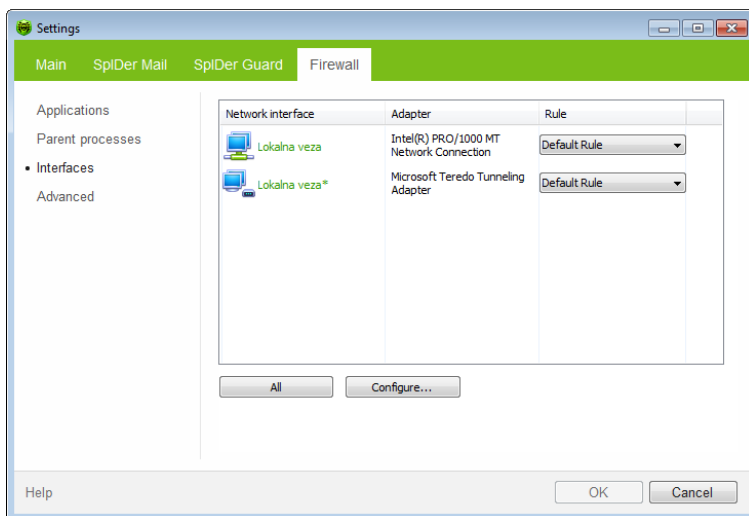 Settings
Main SpIDer Mail SpIDer Guard Firewall
Applications
Parent processes
Interfaces
Advanced
Network interface Adapter Rule
Lokalna veza Intel(R) PRO/1000 MT Network Connection Default Rule
Lokalna veza* Microsoft Teredo Tunneling Adapter Default Rule
All Configure...
Help OK Cancel